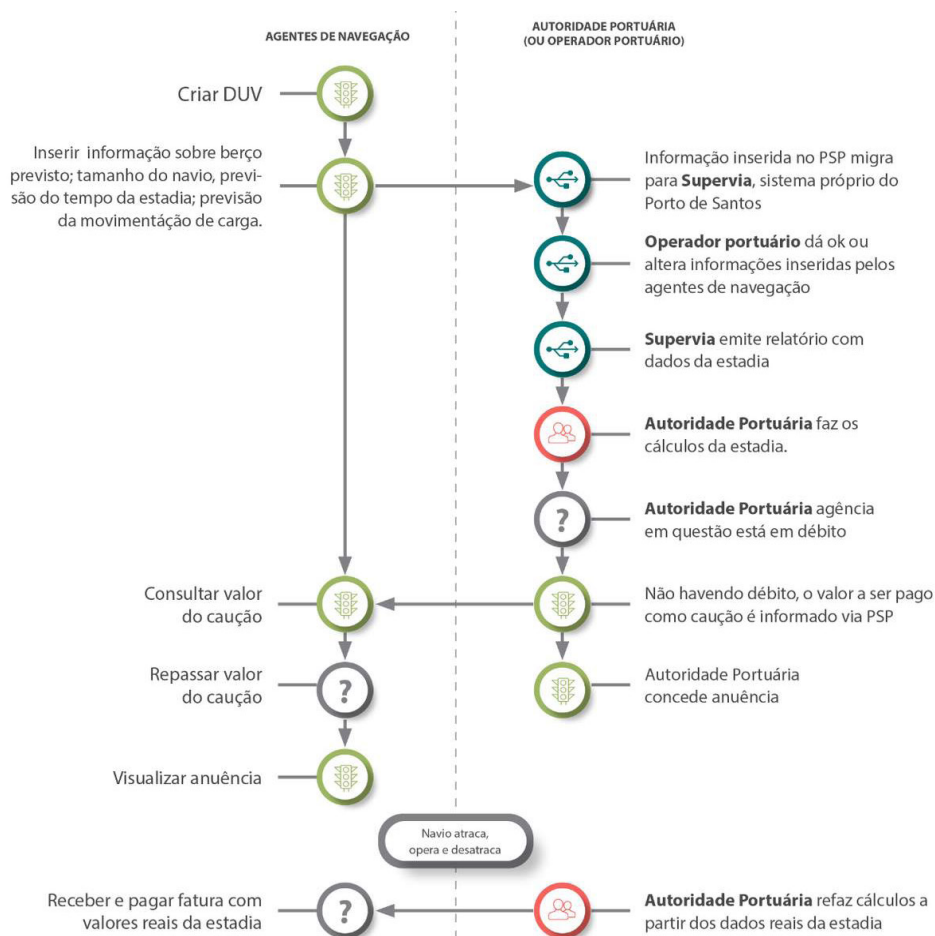 AGENTES DE NAVEGAÇÃO
AUTORIDADE PORTUÁRIA
(OU OPERADOR PORTUÁRIO)
Criar DUV
Inserir informação sobre berço
previsto; tamanho do navio, previ-
são do tempo da estadia; previsão
da movimentáção de carga.
Informação inserida no PSP migra
para Supervia, sistema próprio do
Porto de Santos
Operador portuário dá ok ou
altera informações inseridas pelos
agentes de navegação
Supervia emite relatório com
dados da estadia
Autoridade Portuária faz os
cálculos da estadia.
?
Autoridade Portuária agência
em questão está em débito
Consultar valor
do caução
Não havendo débito, o valor a ser pago
como caução é informado via PSP
Repassar valor
do caução
?
Autoridade Portuária
concede anuência
Visualizar anuência
Navio atraca,
opera e desatraca
Receber e pagar fatura com
valores reais da estadia
?
Autoridade Portuária refaz cálculos a
partir dos dados reais da estadia